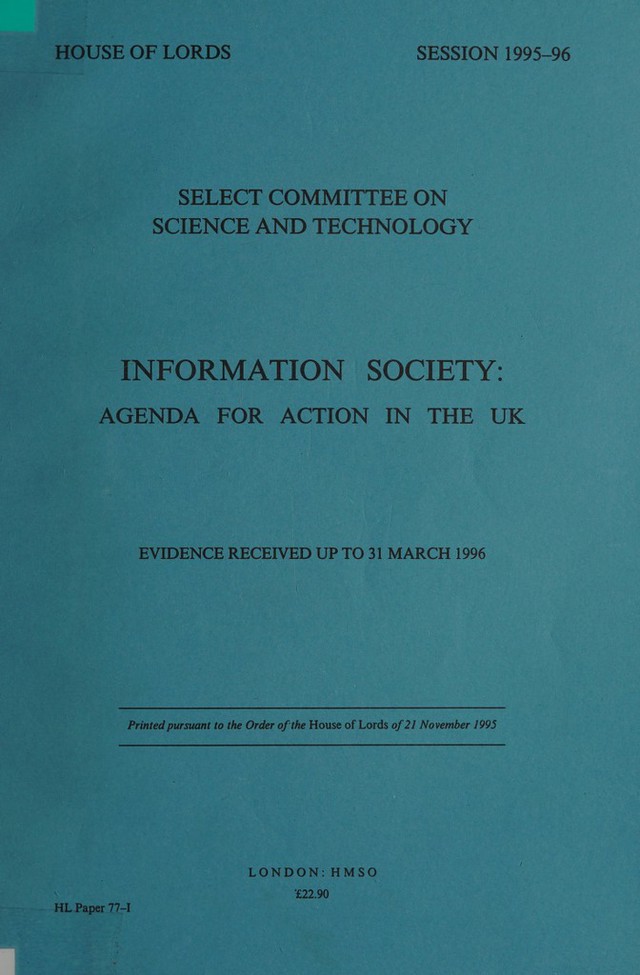 HOUSE OF LORDS SESSION 1995–96
SELECT COMMITTEE ON
SCIENCE AND TECHNOLOGY
INFORMATION SOCIETY:
AGENDA FOR ACTION IN THE UK
EVIDENCE RECEIVED UP TO 31 MARCH 1996
Printed pursuant to the Order of the House of Lords of 21 November 1995
LONDON: HMSO
£22.90
HL Paper 77–I